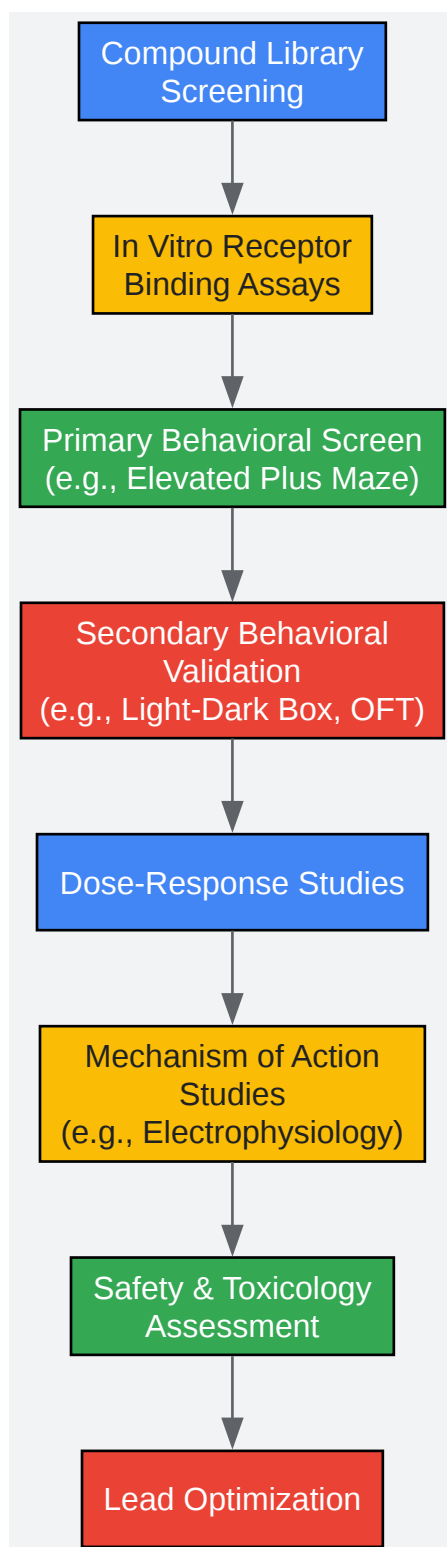 Compound Library
Screening
In Vitro Receptor
Binding Assays
Primary Behavioral Screen
(e.g., Elevated Plus Maze)
Secondary Behavioral
Validation
(e.g., Light-Dark Box, OFT)
Dose-Response Studies
Mechanism of Action
Studies
(e.g., Electrophysiology)
Safety & Toxicology
Assessment
Lead Optimization